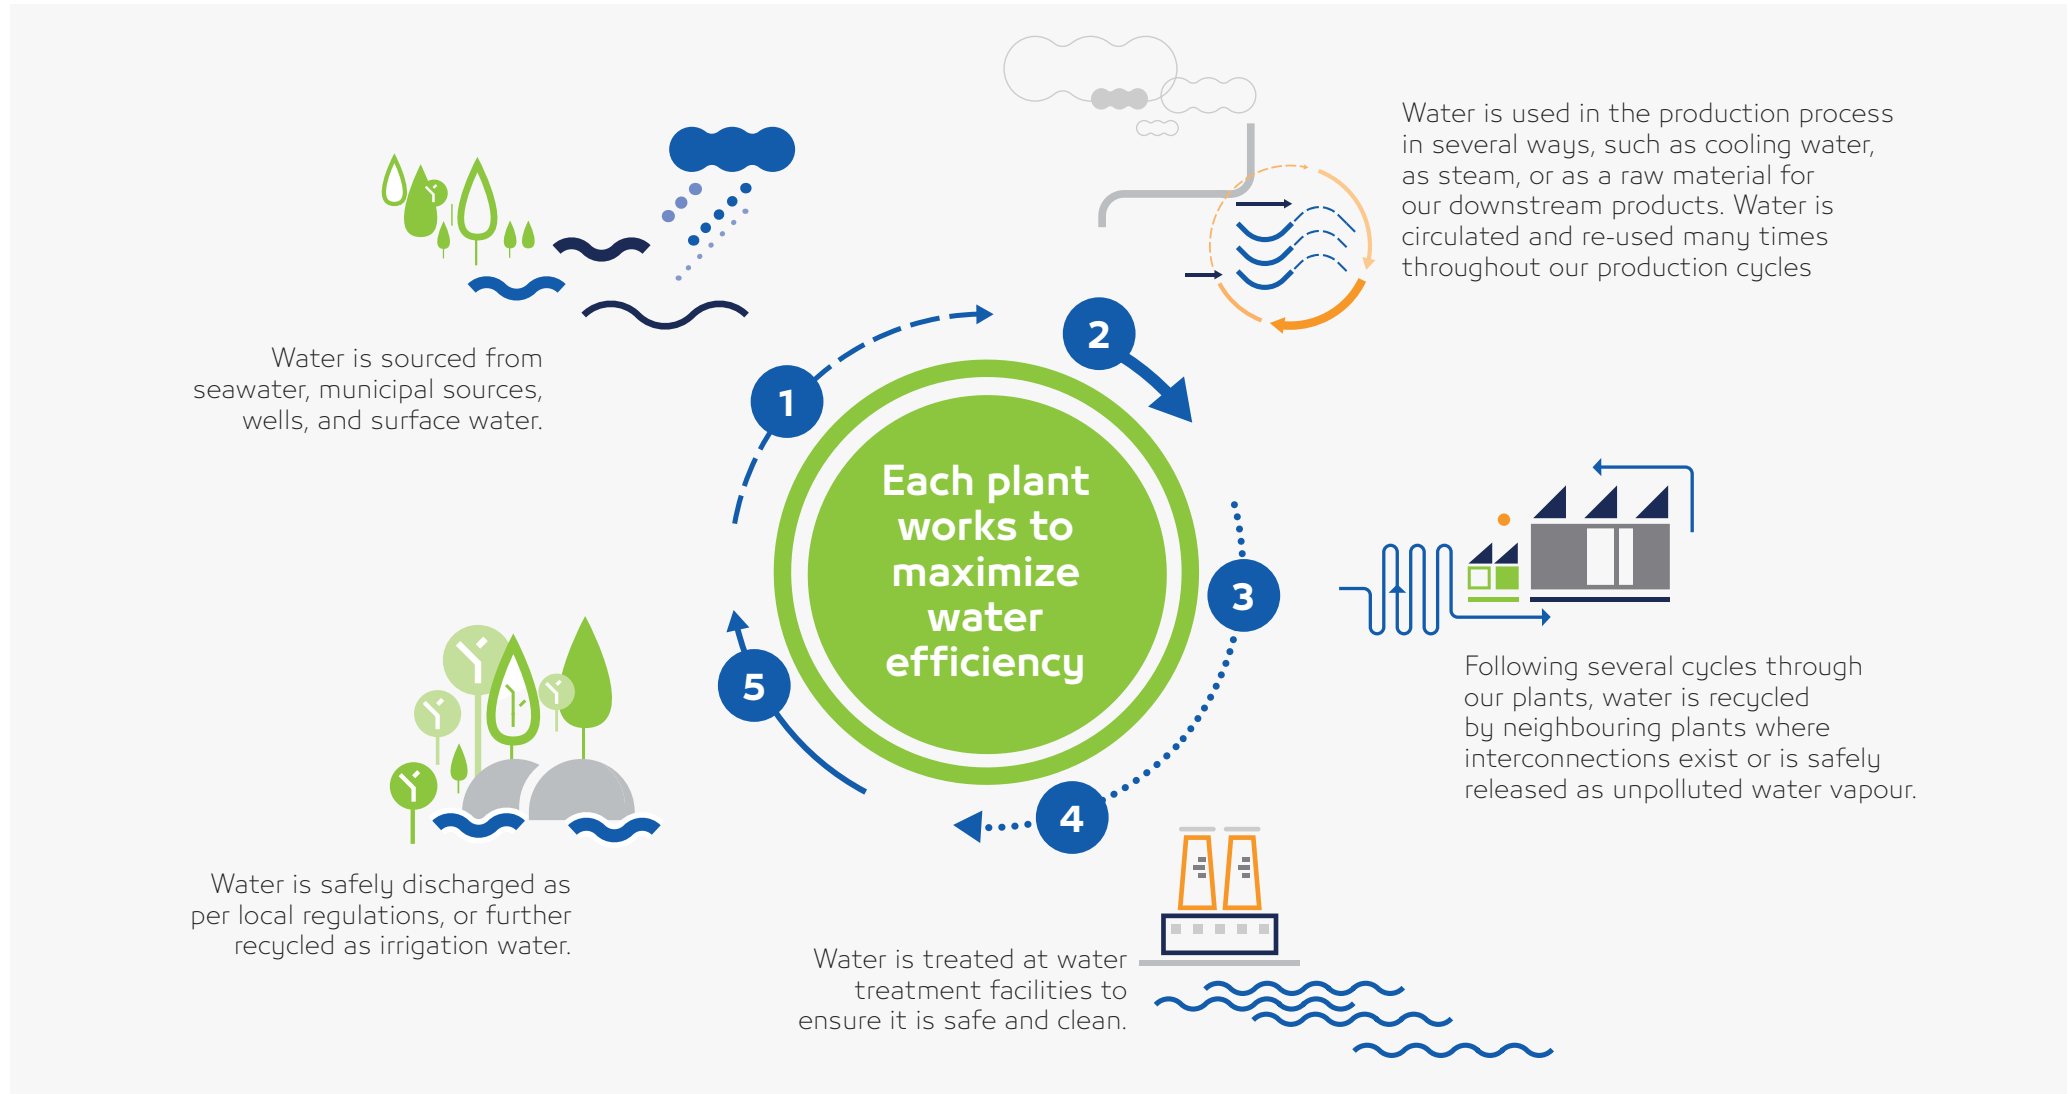 1
Water is sourced from
seawater, municipal sources,
wells, and surface water.
2
Water is used in the production process
in several ways, such as cooling water,
as steam, or as a raw material for
our downstream products. Water is
circulated and re-used many times
throughout our production cycles
Each plant
works to
maximize
water
efficiency
3
Following several cycles through
our plants, water is recycled
by neighbouring plants where
interconnections exist or is safely
released as unpolluted water vapour.
4
Water is treated at water
treatment facilities to
ensure it is safe and clean.
5
Water is safely discharged as
per local regulations, or further
recycled as irrigation water.